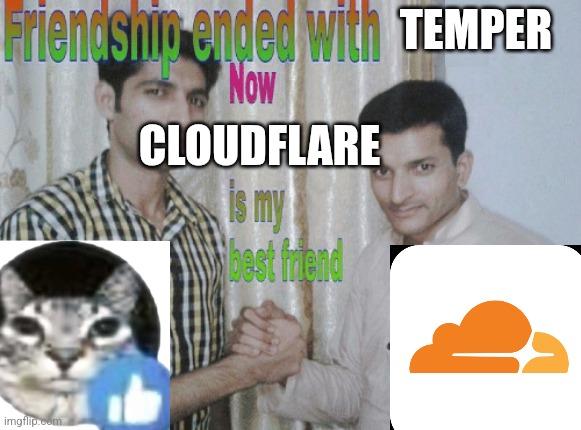 Friendship ended with TEMPER
Now
CLOUDFLARE
is my
best friend
imgflip.com